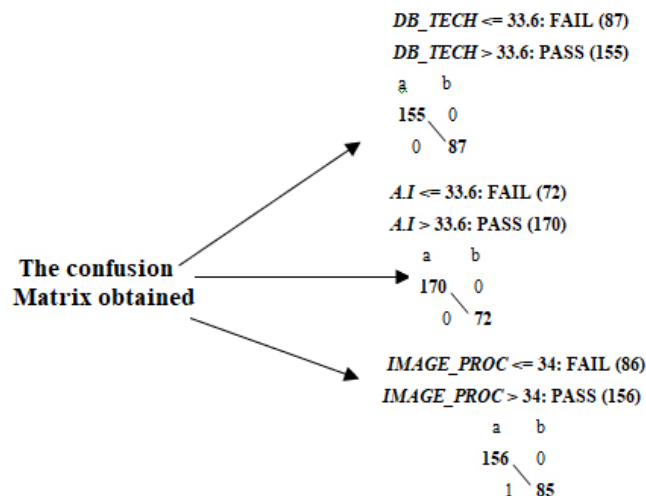 DB_TECH <= 33.6: FAIL (87)
DB_TECH > 33.6: PASS (155)
a b
155 0
0 87
A.I <= 33.6: FAIL (72)
A.I > 33.6: PASS (170)
a b
170 0
0 72
The confusion
Matrix obtained
IMAGE_PROC <= 34: FAIL (86)
IMAGE_PROC > 34: PASS (156)
a b
156 0
1 85